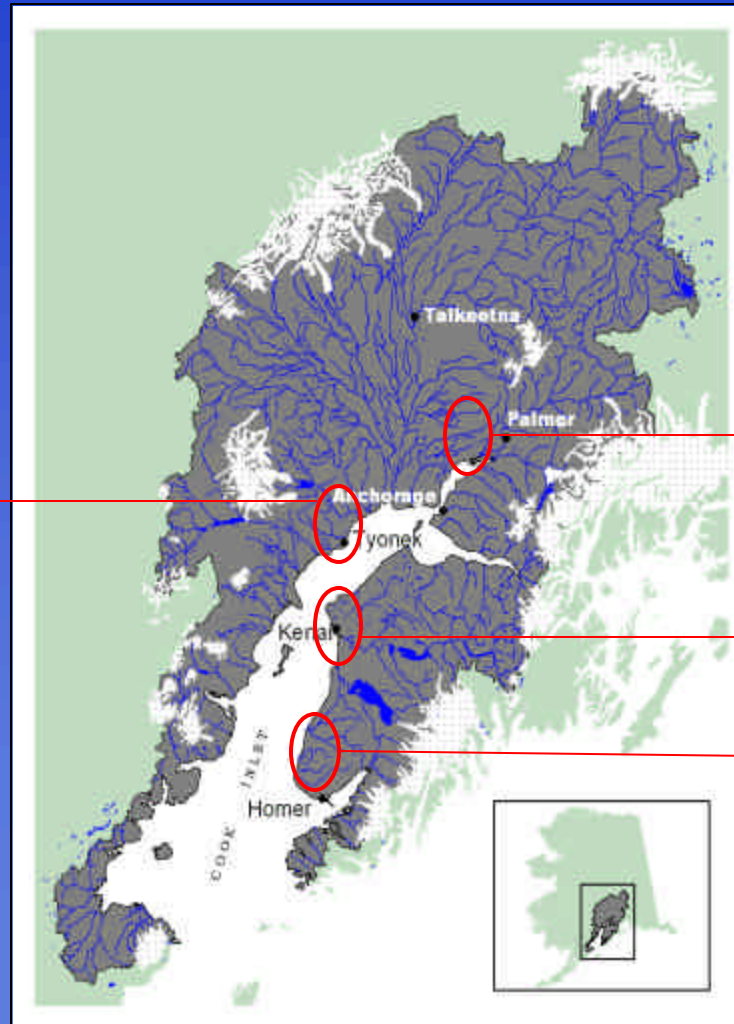 Talkeetna
Palmer
Anchorage
Tyonek
Kenai
COOK INLET
Homer